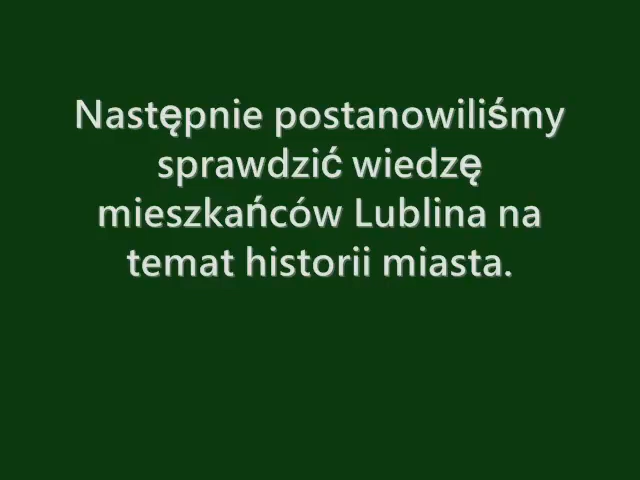 Następnie postanowiliśmy
sprawdzić wiedzę
mieszkańców Lublina na
temat historii miasta.